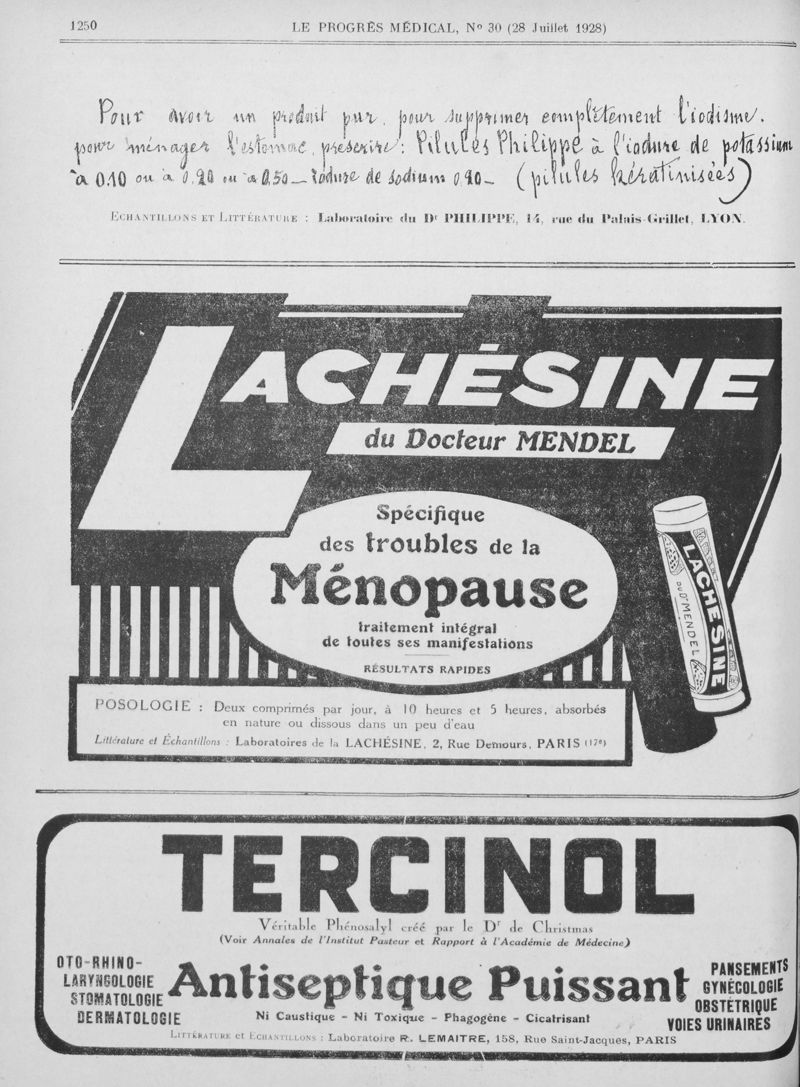 1250
LE PROGRÈS MÉDICAL, Nº 30 (28 Juillet 1928)
Pour avoir un produit pur, pour supprimer complètement l'iodisme.
pour ménager l'estomac, prescrire : Pilules Philippe à l'iodure de potassium
à 0.10 ou à 0.20 ou à 0.50 — Iodure de sodium 0.20 — (pilules kératinisées)
ECHANTILLONS ET LITTÉRATURE : Laboratoire du Dr PHILIPPE, 14, rue du Palais-Grillet, LYON.
LACHÉSINE
du Docteur MENDEL
Spécifique
des troubles de la
Ménopause
traitement intégral
de toutes ses manifestations
RÉSULTATS RAPIDES
LACHESINE
DU Dr MENDEL
POSOLOGIE : Deux comprimés par jour, à 10 heures et 5 heures, absorbés
en nature ou dissous dans un peu d'eau
Littérature et Échantillons : Laboratoires de la LACHÉSINE, 2, Rue Demours, PARIS (17e)
TERCINOL
Véritable Phénosalyl créé par le Dr de Christmas
(Voir Annales de l'Institut Pasteur et Rapport à l'Académie de Médecine)
OTO-RHINO-
LARYNGOLOGIE
STOMATOLOGIE
DERMATOLOGIE
Antiseptique Puissant
PANSEMENTS
GYNÉCOLOGIE
OBSTÉTRIQUE
VOIES URINAIRES
Ni Caustique - Ni Toxique - Phagogène - Cicatrisant
LITTÉRATURE et ECHANTILLONS : Laboratoire R. LEMAITRE, 158, Rue Saint-Jacques, PARIS